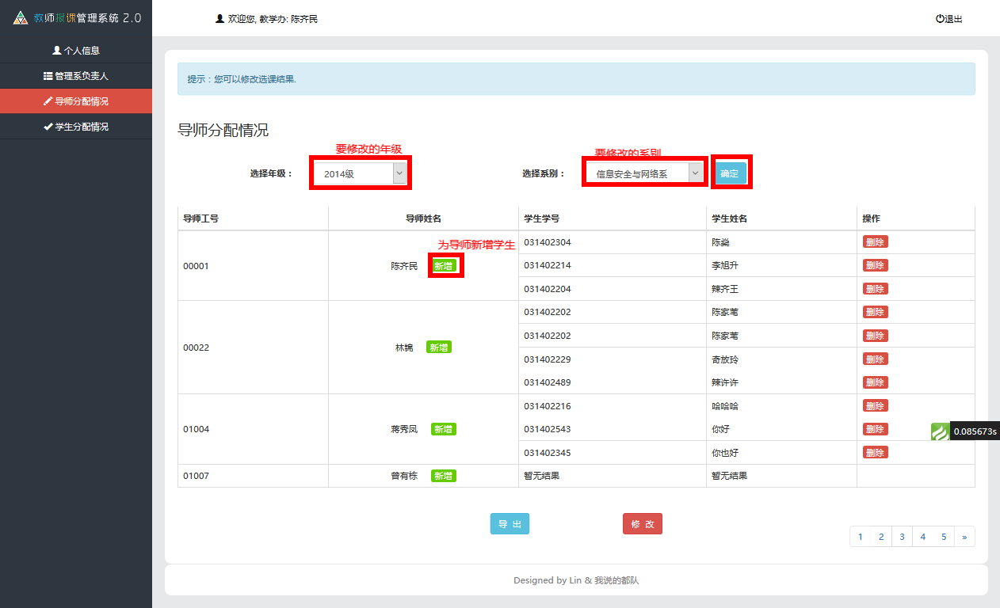 教师报课管理系统 2.0
欢迎您, 教学办: 陈齐民
退出
个人信息
管理系负责人
导师分配情况
学生分配情况
提示：您可以修改选课结果.
导师分配情况
要修改的年级
要修改的系别
选择年级：
2014级
选择系别：
信息安全与网络系
确定
导师工号 导师姓名 学生学号 学生姓名 操作
为导师新增学生
00001 陈齐民 新增
031402304 陈燊 删除
031402214 李旭升 删除
031402204 辣齐王 删除
00022 林锦 新增
031402202 陈家荖 删除
031402202 陈家荖 删除
031402229 奇放玲 删除
031402489 辣许许 删除
01004 蒋秀凤 新增
031402216 哈哈哈 删除
031402543 你好 删除
031402345 你也好 删除
01007 曾有栋 新增 暂无结果 暂无结果
0.085673s
导 出
修 改
1 2 3 4 5 »
Designed by Lin & 我说的都队